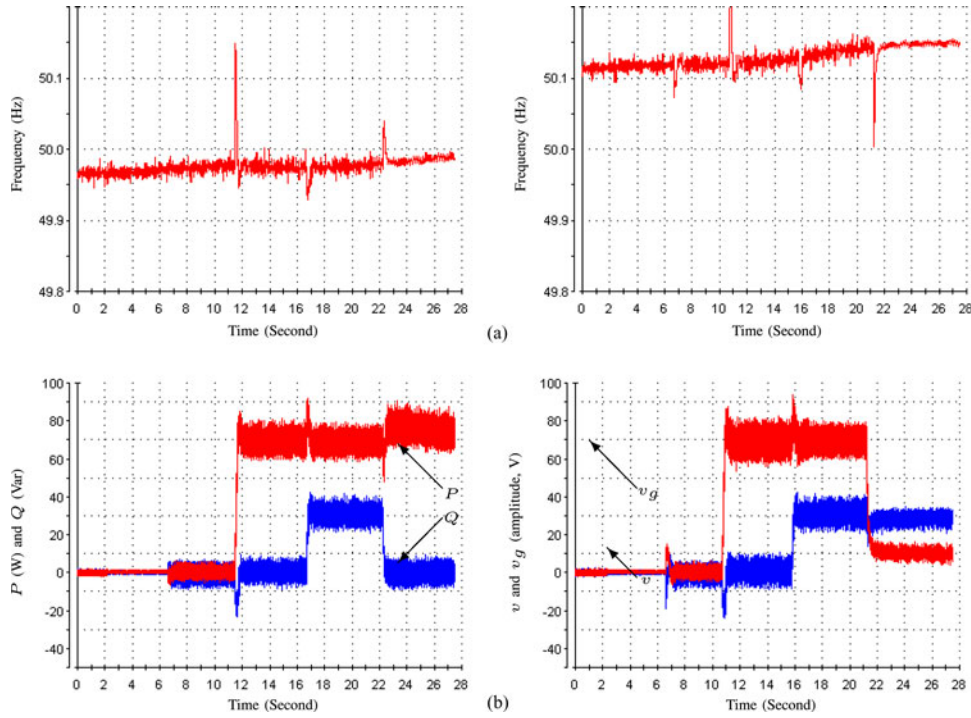 Frequency (Hz)
50.1
50.0
49.9
49.8
0 2 4 6 8 10 12 14 16 18 20 22 24 26 28
Time (Second)
Frequency (Hz)
50.1
50.0
49.9
49.8
0 2 4 6 8 10 12 14 16 18 20 22 24 26 28
Time (Second)
(a)
P (W) and Q (Var)
100
80
60
40
20
0
-20
-40
P
Q
0 2 4 6 8 10 12 14 16 18 20 22 24 26 28
Time (Second)
v and vg (amplitude, V)
100
80
60
40
20
0
-20
-40
vg
v
0 2 4 6 8 10 12 14 16 18 20 22 24 26 28
Time (Second)
(b)